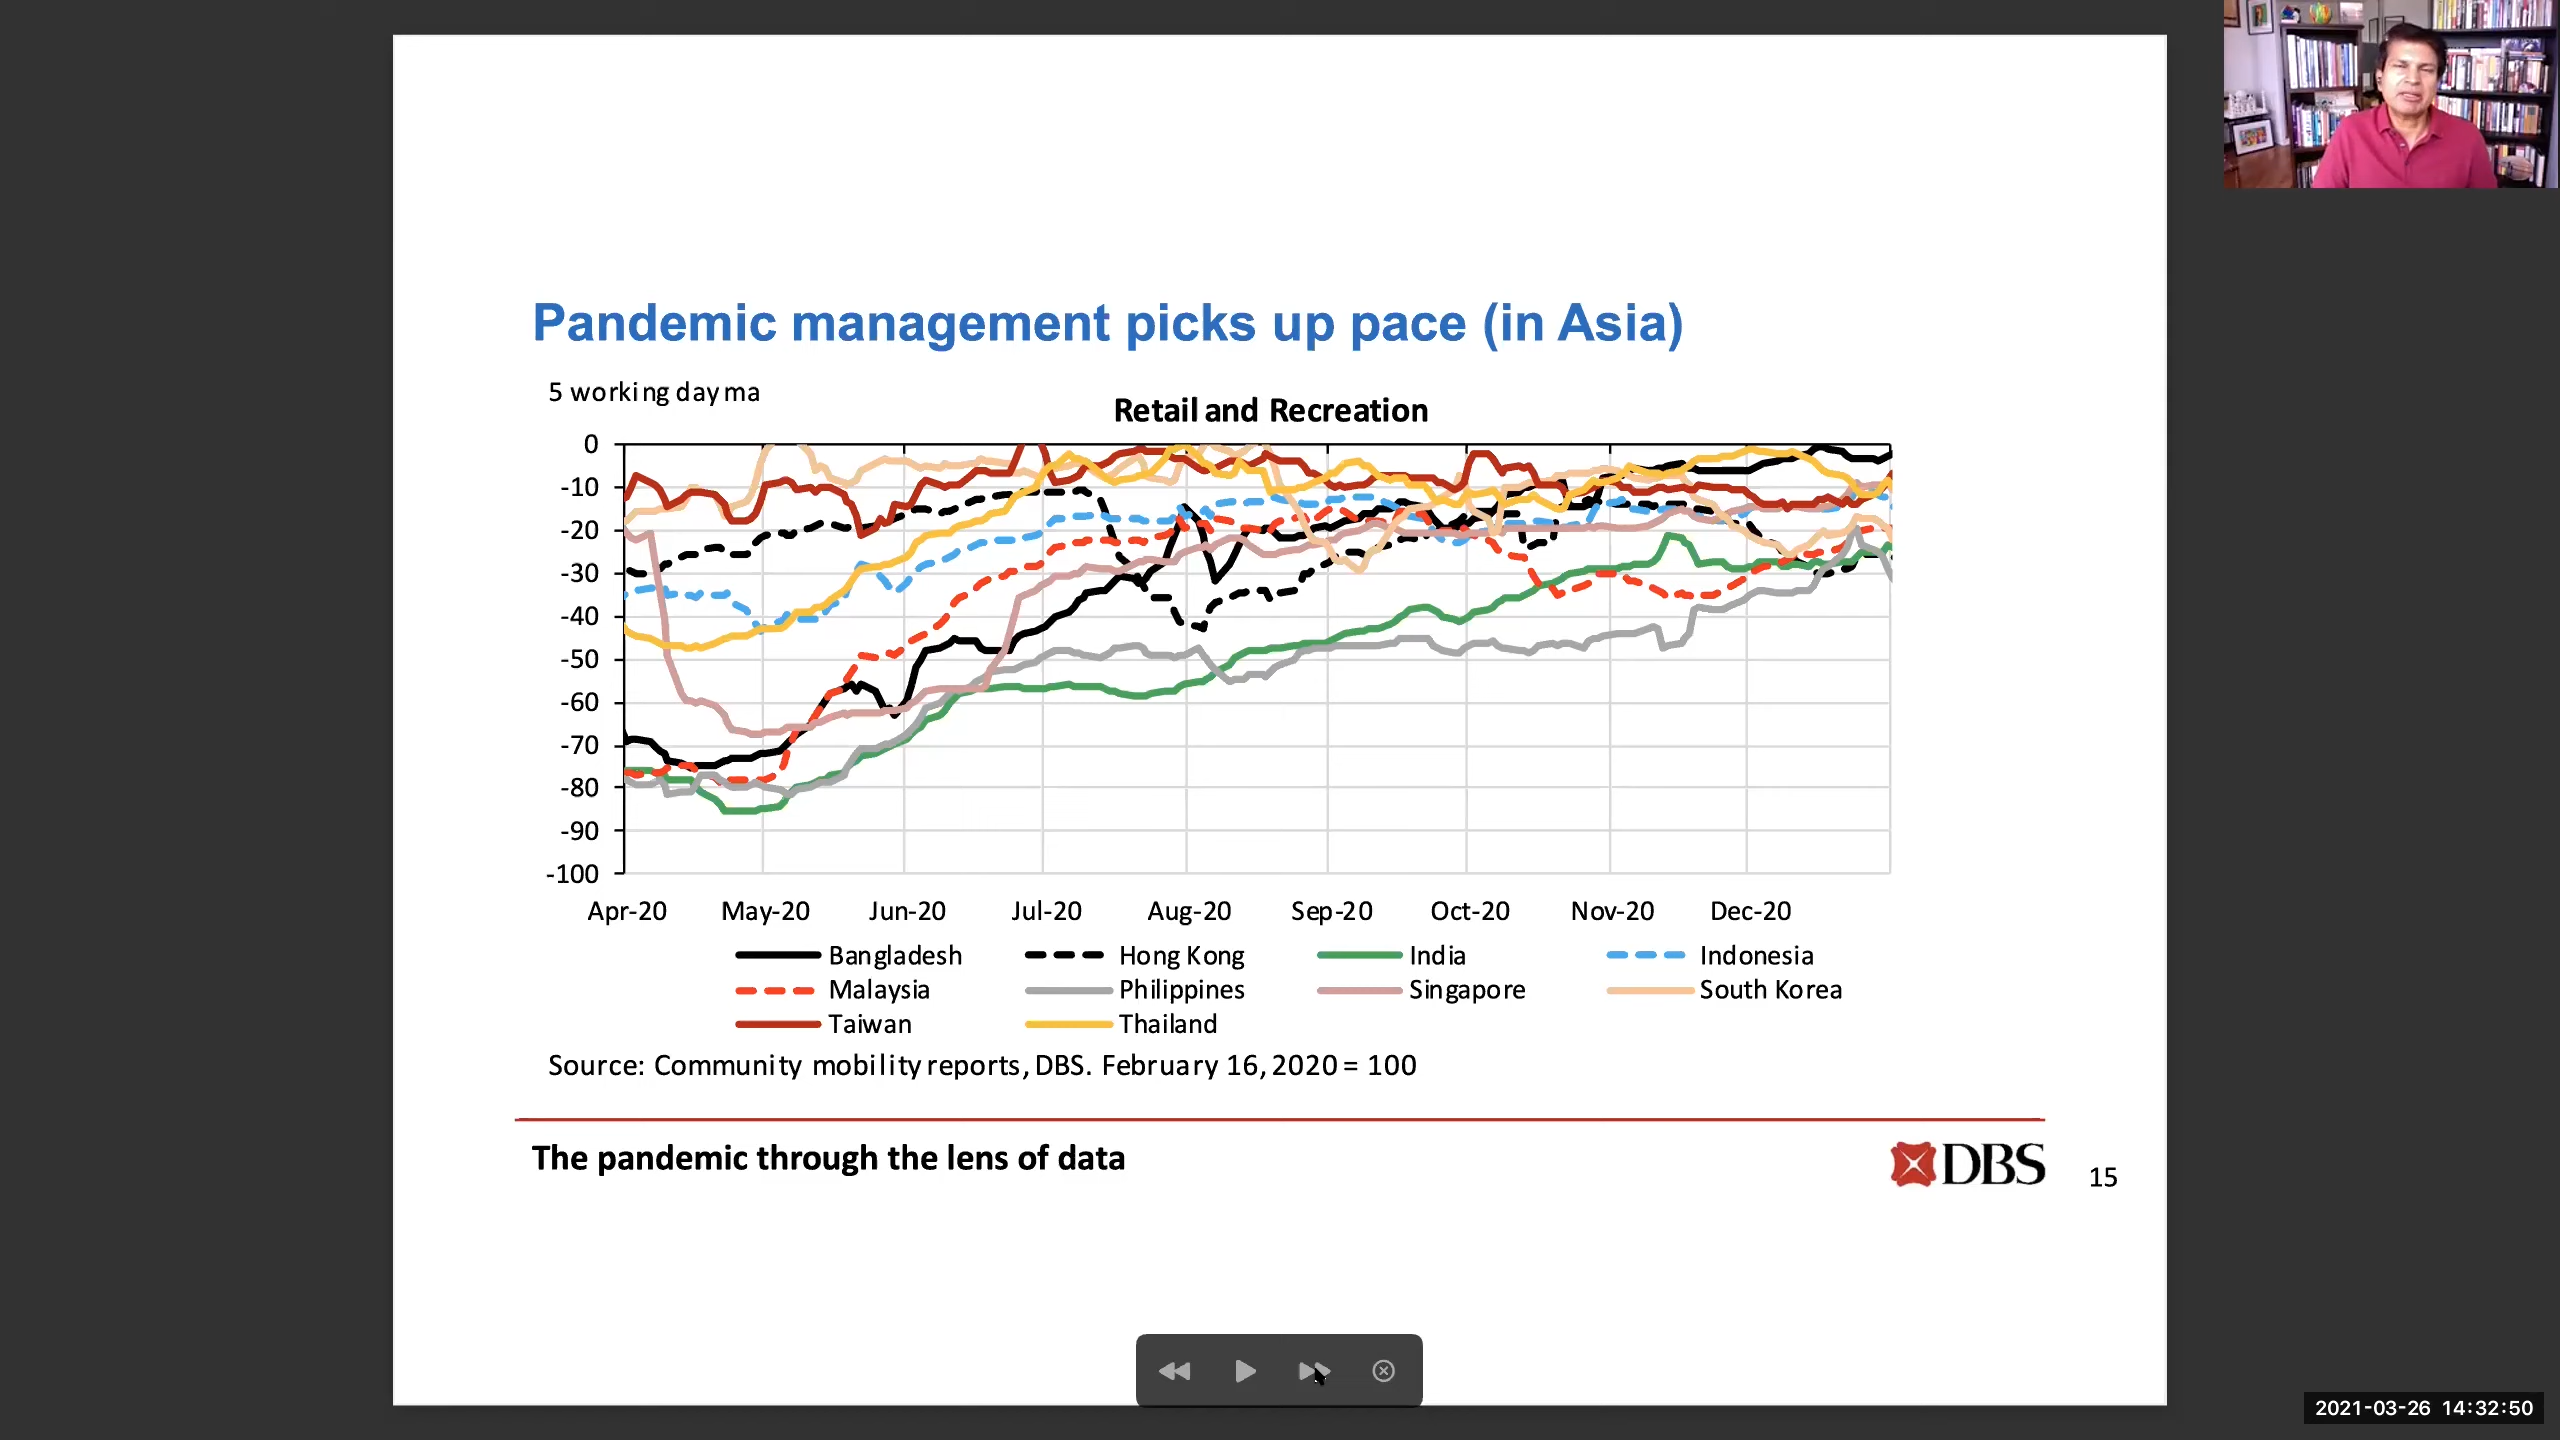 Pandemic management picks up pace (in Asia)
5 working day ma
Retail and Recreation
0
-10
-20
-30
-40
-50
-60
-70
-80
-90
-100
Apr-20 May-20 Jun-20 Jul-20 Aug-20 Sep-20 Oct-20 Nov-20 Dec-20
Bangladesh Hong Kong India Indonesia
Malaysia Philippines Singapore South Korea
Taiwan Thailand
Source: Community mobility reports, DBS. February 16, 2020 = 100
The pandemic through the lens of data
DBS
15
2021-03-26 14:32:50